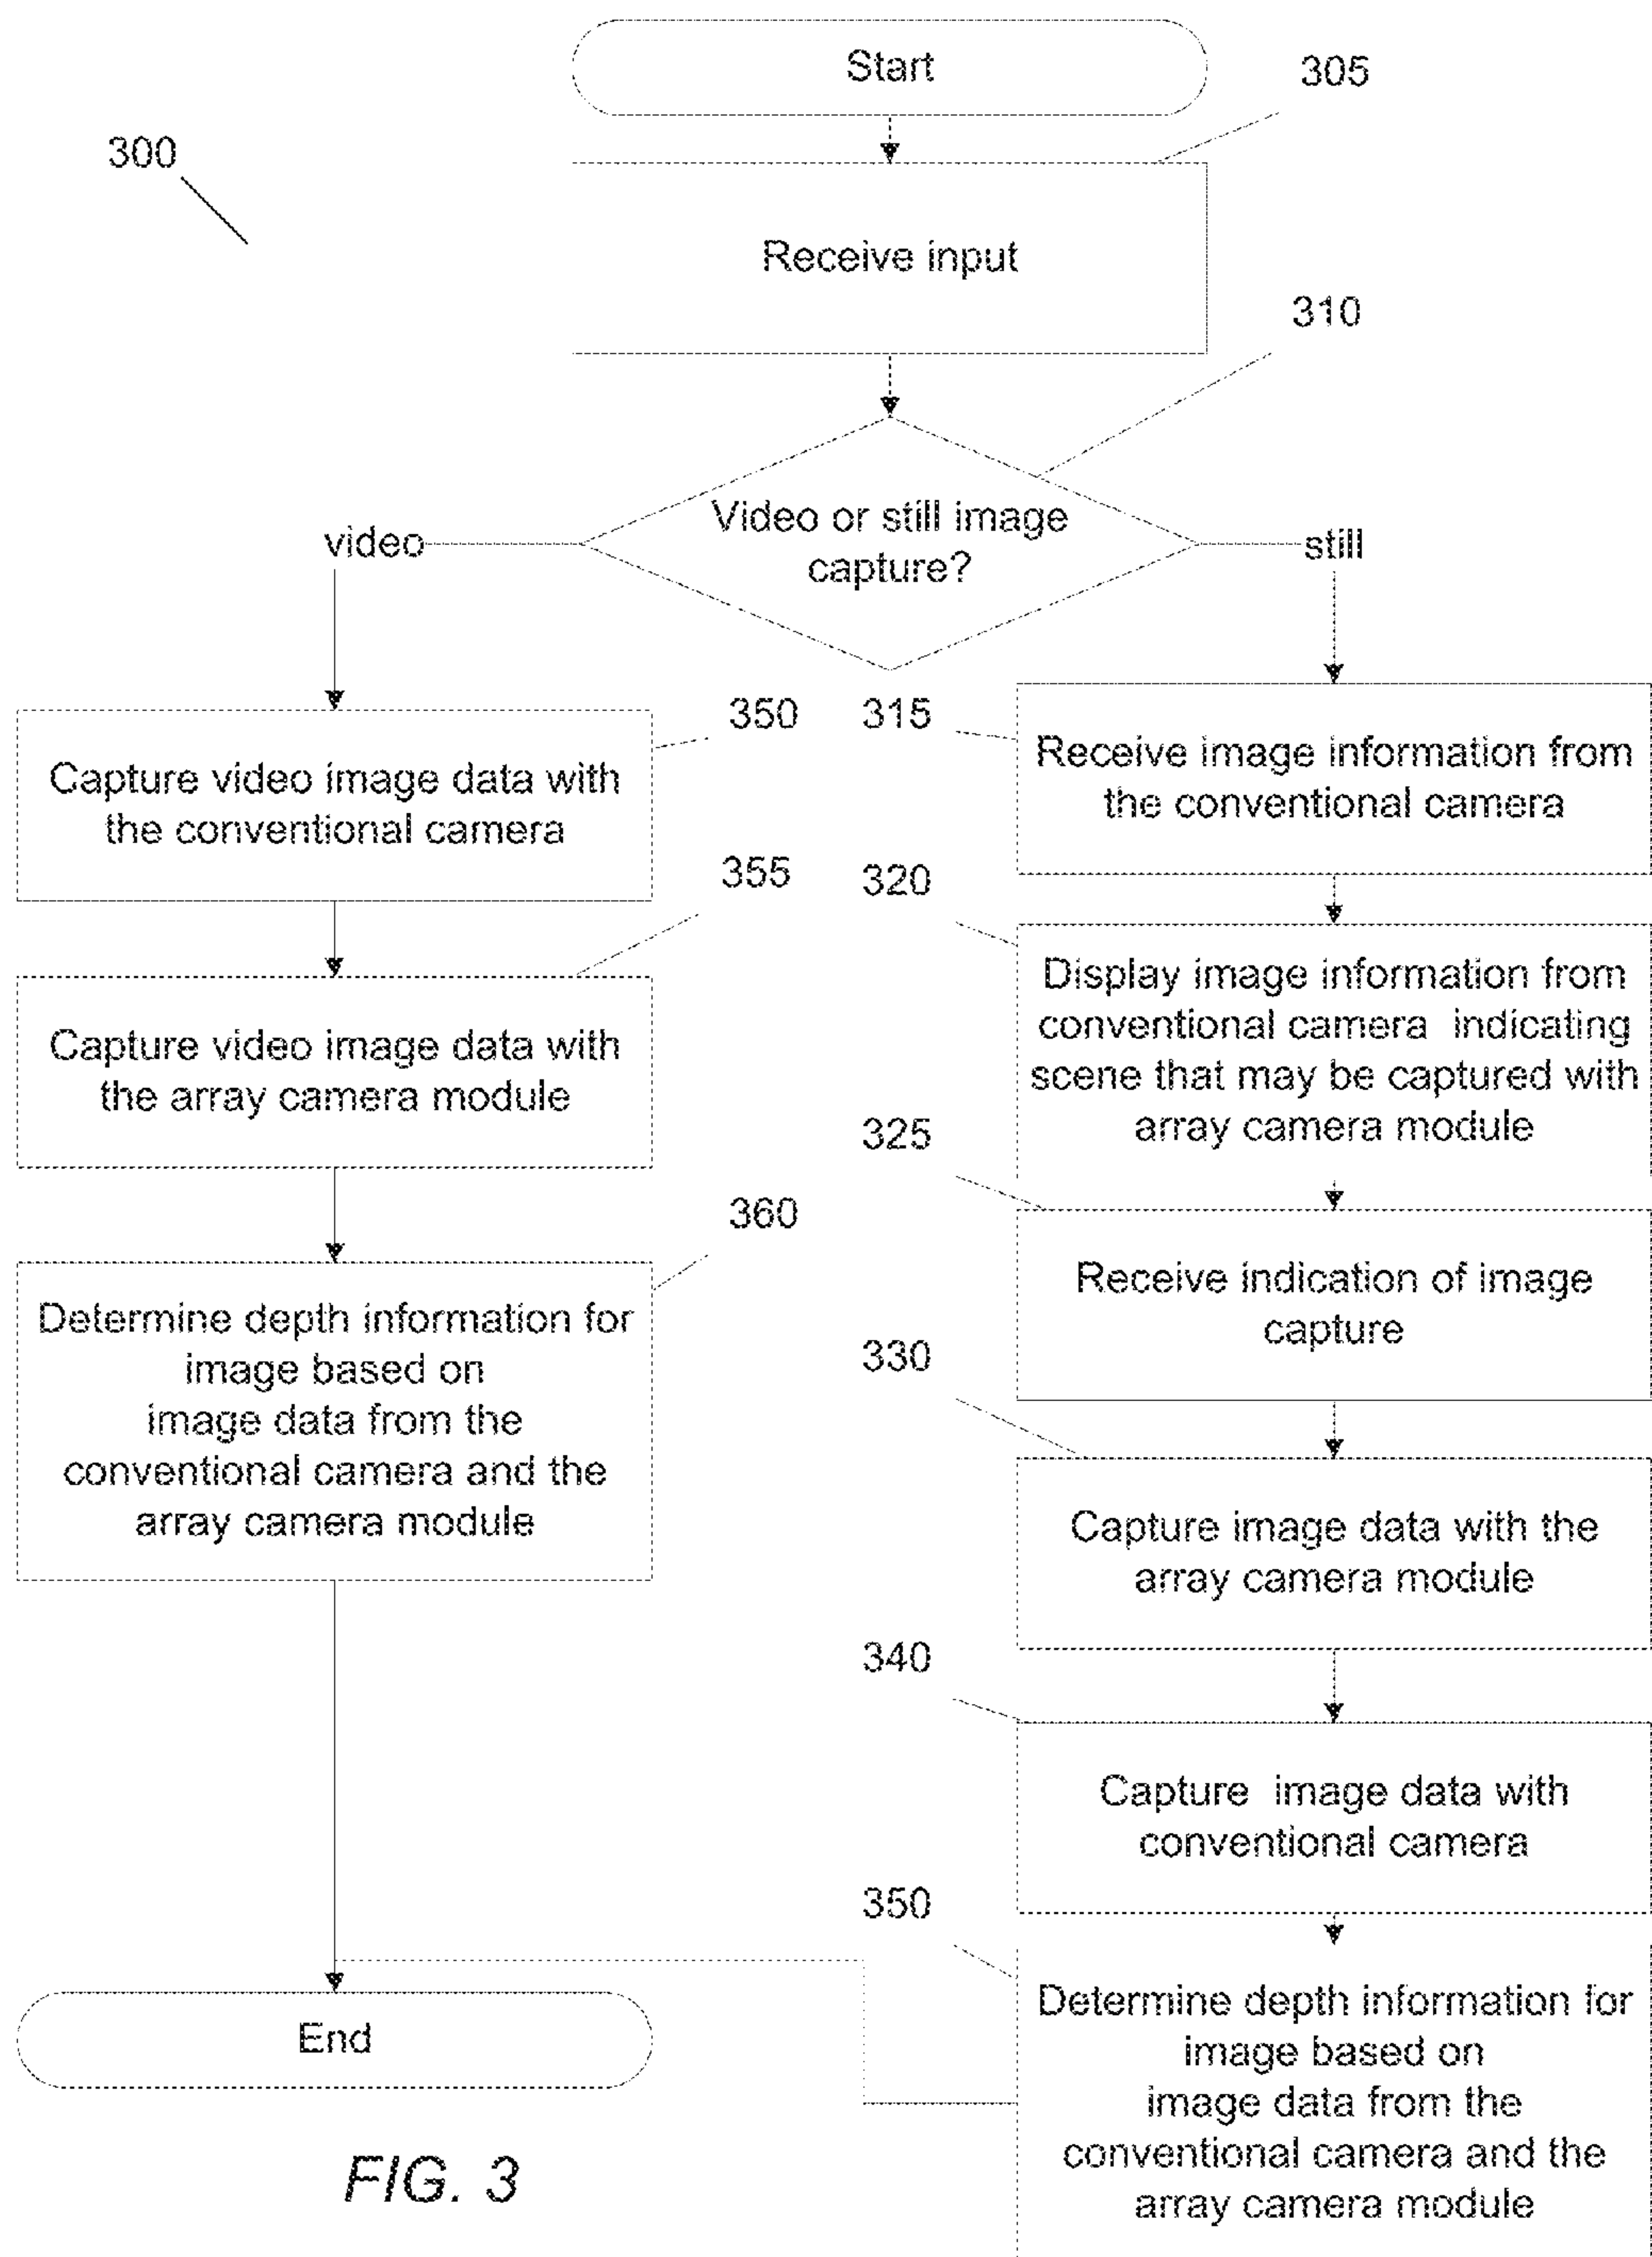 Start
305
300
Receive input
310
Video or still image
capture?
video
still
350
Capture video image data with
the conventional camera
355
Capture video image data with
the array camera module
360
Determine depth information for
image based on
image data from the
conventional camera and the
array camera module
End
315
Receive image information from
the conventional camera
320
Display image information from
conventional camera indicating
scene that may be captured with
array camera module
325
Receive indication of image
capture
330
Capture image data with the
array camera module
340
Capture image data with
conventional camera
350
Determine depth information for
image based on
image data from the
conventional camera and the
array camera module
FIG. 3